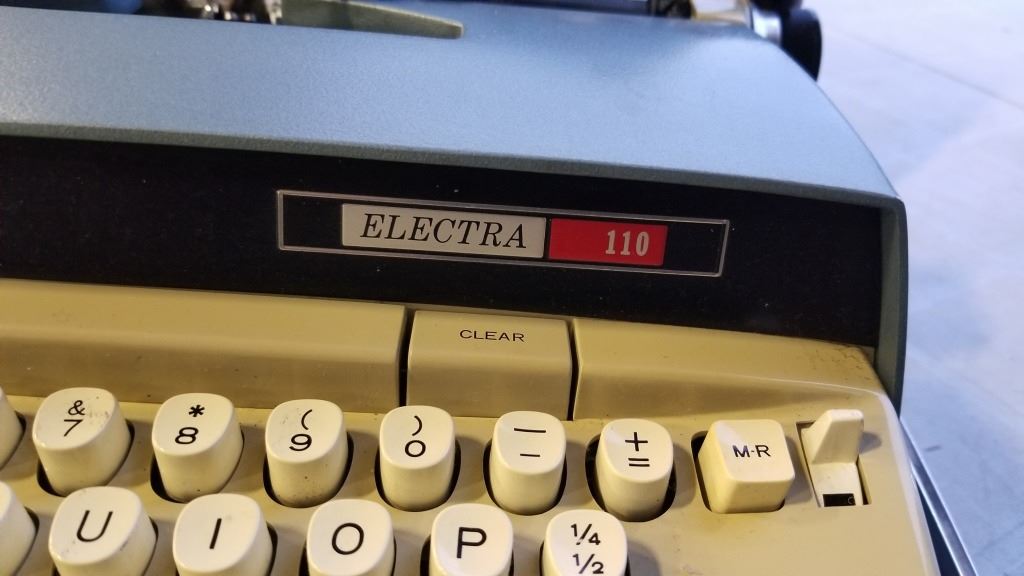 ELECTRA 110
CLEAR
& * ( ) — +
7 8 9 0 - = M-R
U I O P 1/4
1/2